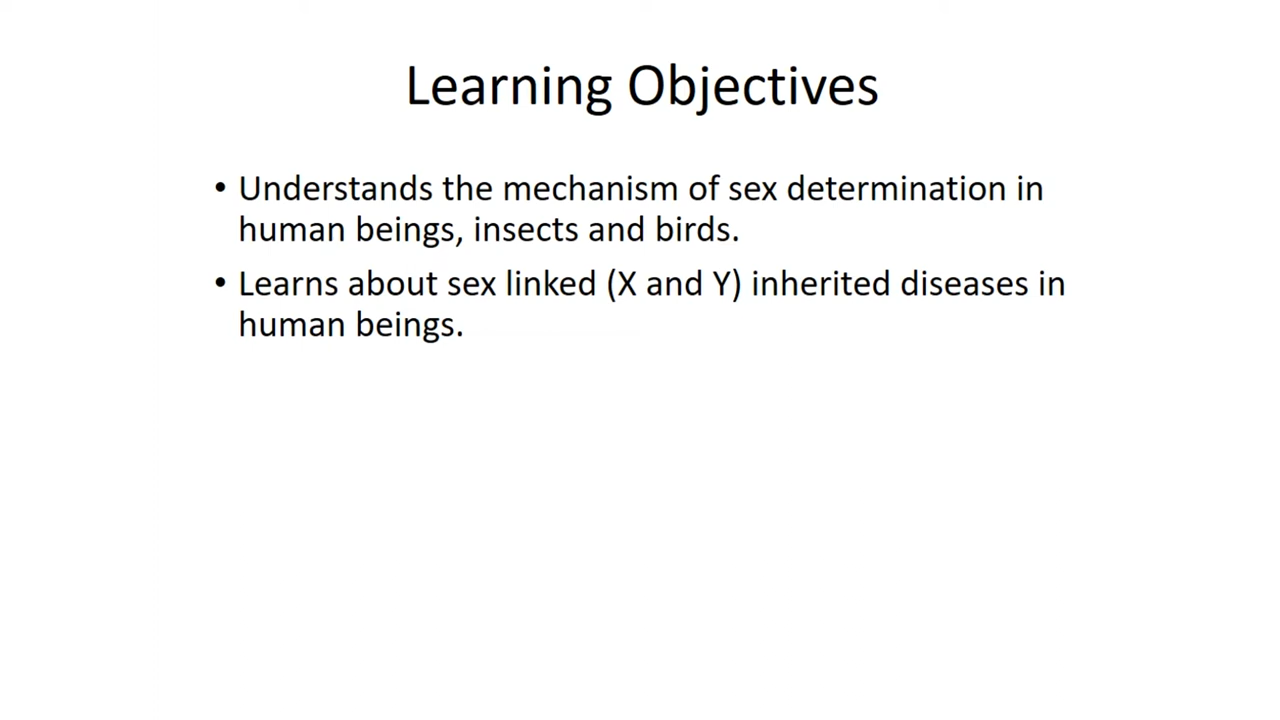 Learning Objectives
• Understands the mechanism of sex determination in
human beings, insects and birds.
• Learns about sex linked (X and Y) inherited diseases in
human beings.